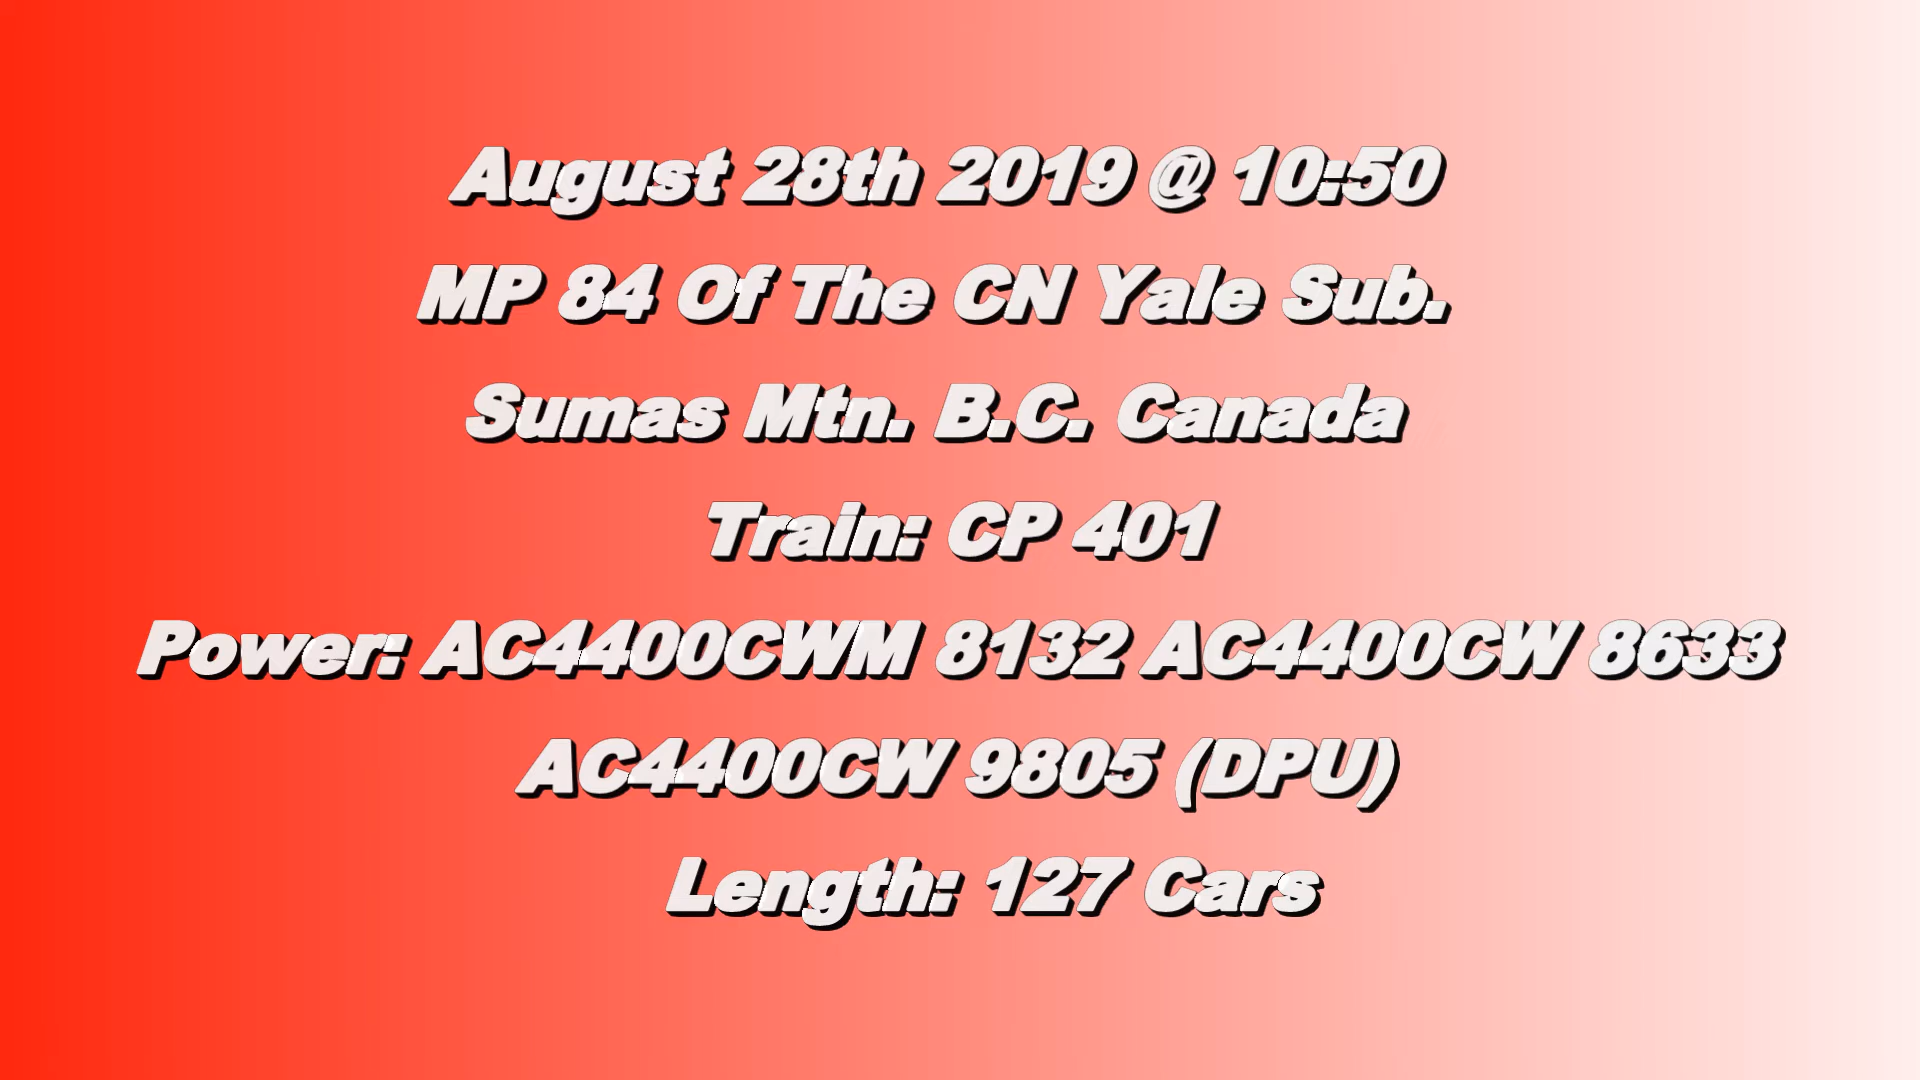 August 28th 2019 @ 10:50
MP 84 Of The CN Yale Sub.
Sumas Mtn. B.C. Canada
Train: CP 401
Power: AC4400CWM 8132 AC4400CW 8633
AC4400CW 9805 (DPU)
Length: 127 Cars